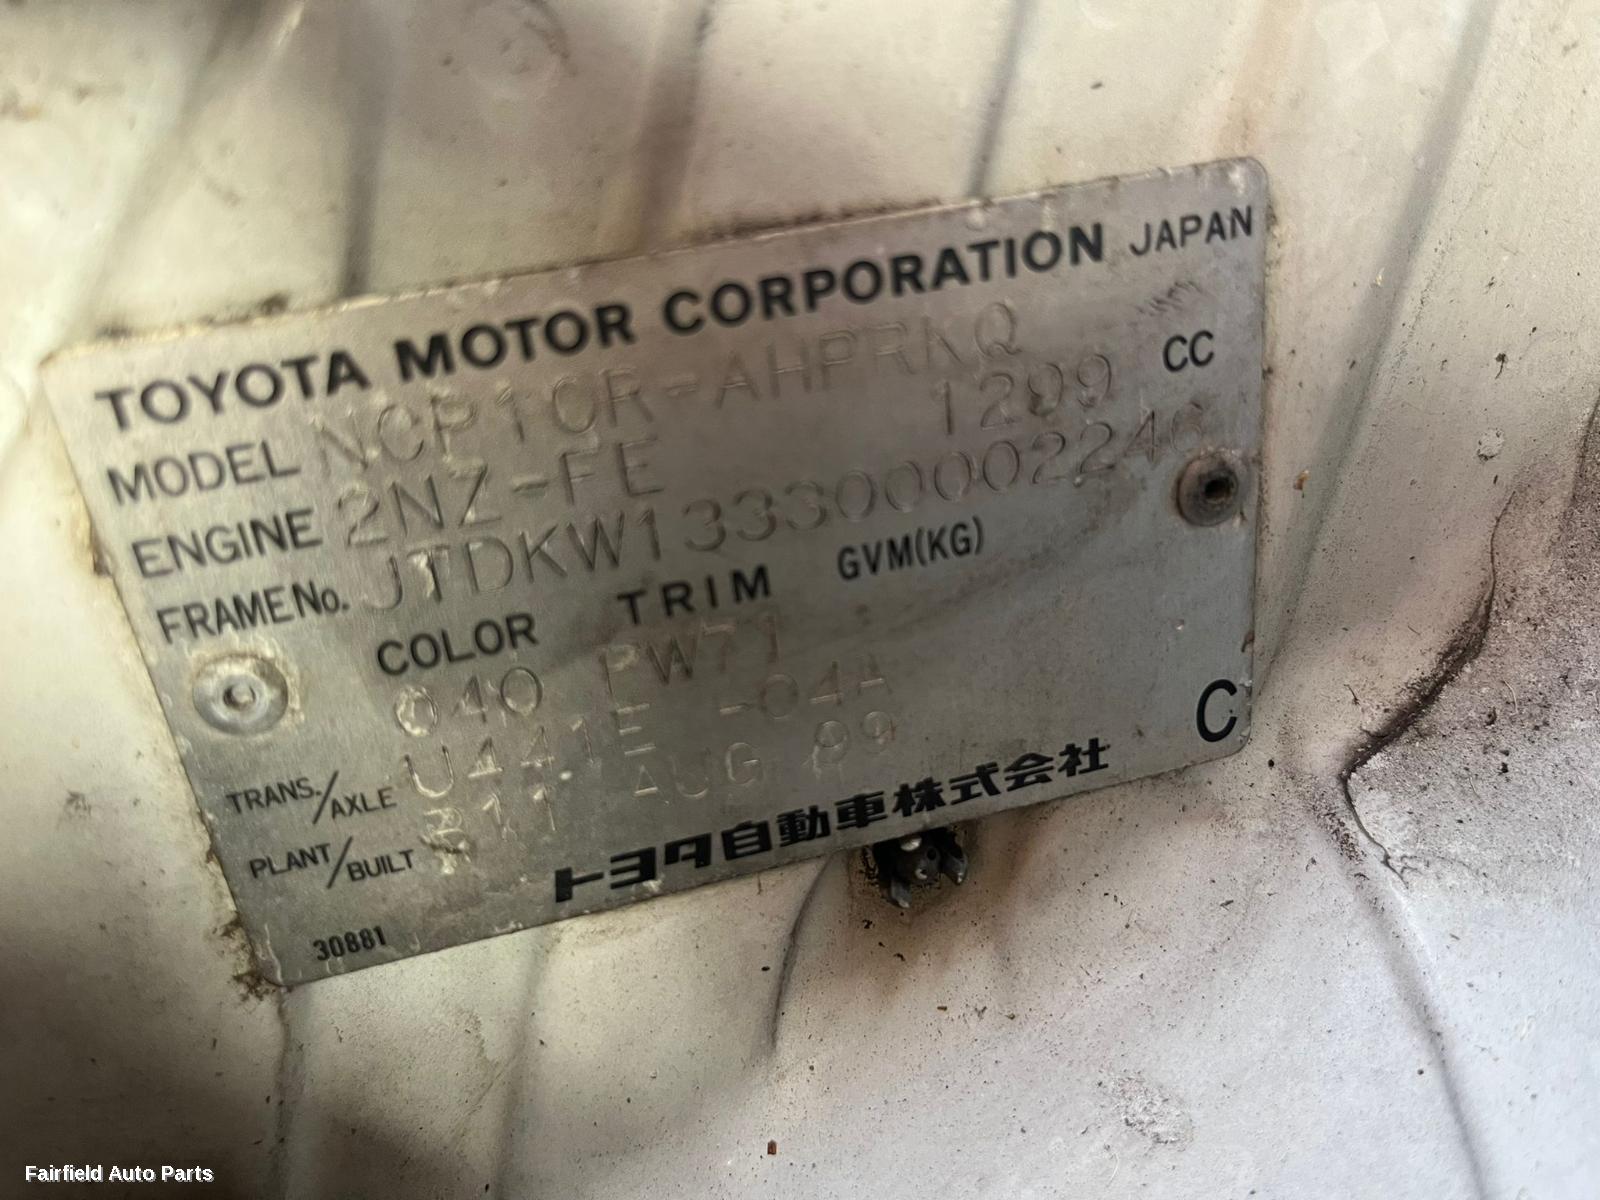 TOYOTA MOTOR CORPORATION JAPAN
MODEL NCP10R-AHPRKQ
ENGINE 2NZ-FE 1299 CC
FRAME No. JTDKW133300002246
COLOR TRIM GVM(KG)
040 FW71
TRANS./AXLE U441E -04A
PLANT/BUILT AUG 99
トヨタ自動車株式会社
C
30881
Fairfield Auto Parts